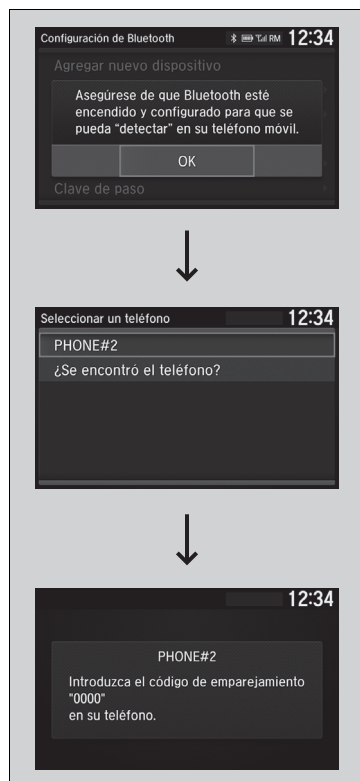 Configuración de Bluetooth Tel RM 12:34
Agregar nuevo dispositivo
Asegúrese de que Bluetooth esté
encendido y configurado para que se
pueda “detectar” en su teléfono móvil.
OK
Clave de paso
Seleccionar un teléfono 12:34
PHONE#2
¿Se encontró el teléfono?
12:34
PHONE#2
Introduzca el código de emparejamiento
"0000"
en su teléfono.